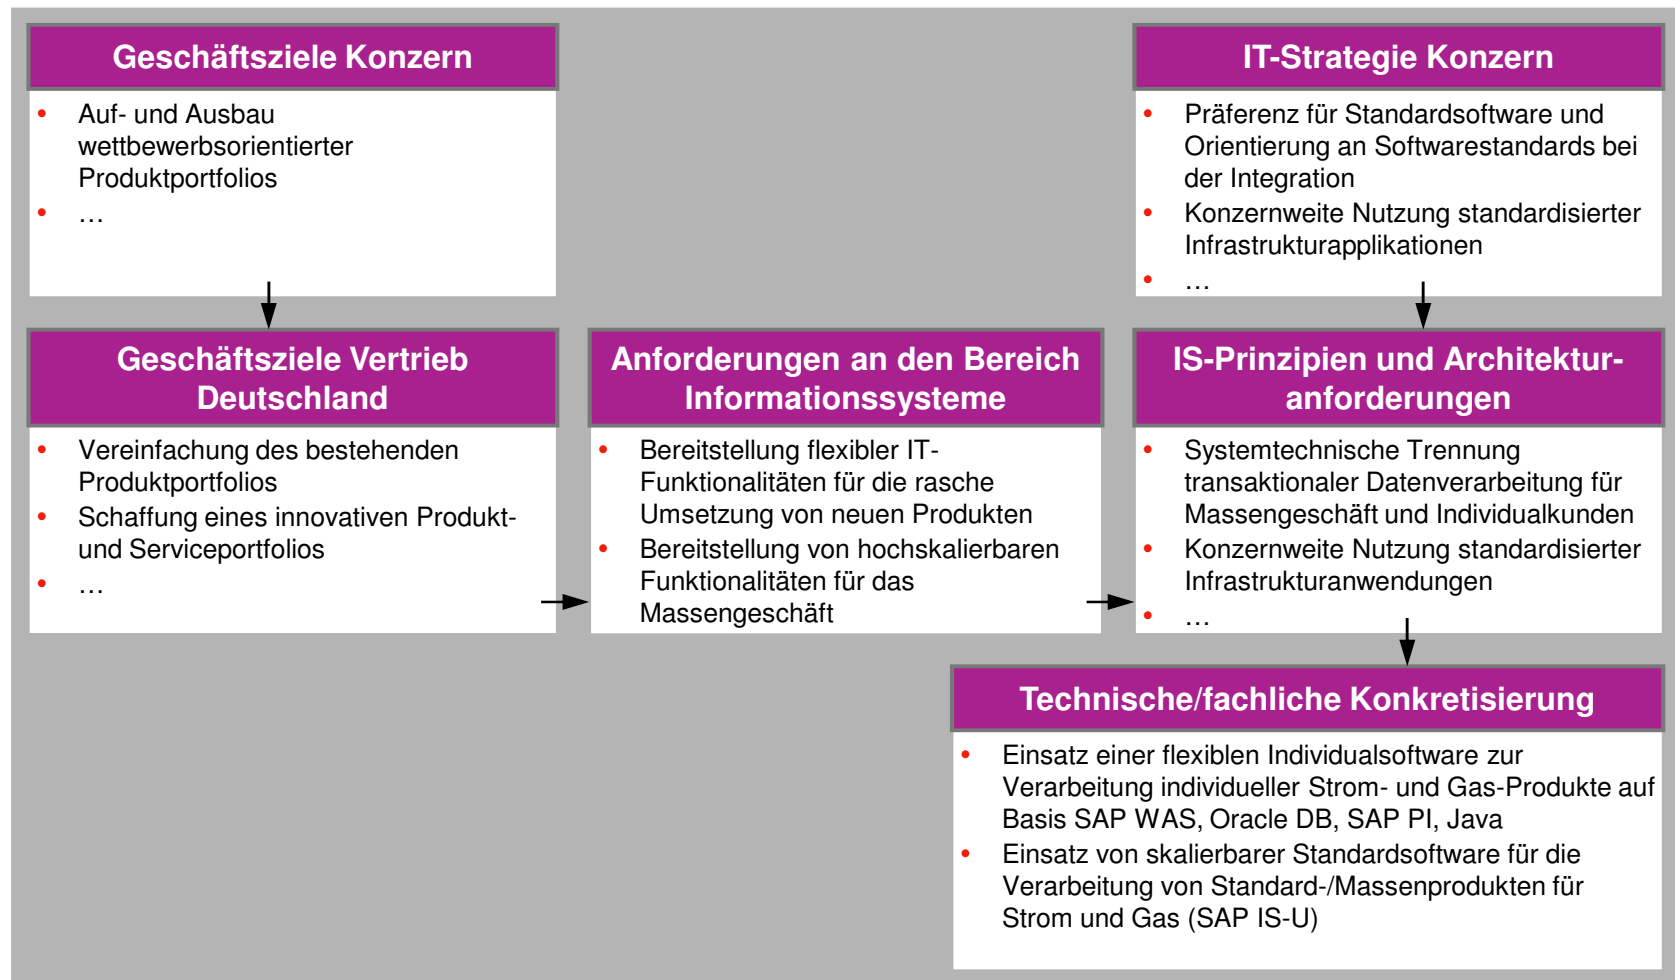 Geschäftsziele Konzern
• Auf- und Ausbau
wettbewerbsorientierter
Produktportfolios
• …
IT-Strategie Konzern
• Präferenz für Standardsoftware und
Orientierung an Softwarestandards bei
der Integration
• Konzernweite Nutzung standardisierter
Infrastrukturapplikationen
• …
Geschäftsziele Vertrieb
Deutschland
• Vereinfachung des bestehenden
Produktportfolios
• Schaffung eines innovativen Produkt-
und Serviceportfolios
• …
Anforderungen an den Bereich
Informationssysteme
• Bereitstellung flexibler IT-
Funktionalitäten für die rasche
Umsetzung von neuen Produkten
• Bereitstellung von hochskalierbaren
Funktionalitäten für das
Massengeschäft
IS-Prinzipien und Architektur-
anforderungen
• Systemtechnische Trennung
transaktionaler Datenverarbeitung für
Massengeschäft und Individualkunden
• Konzernweite Nutzung standardisierter
Infrastrukturanwendungen
• …
Technische/fachliche Konkretisierung
• Einsatz einer flexiblen Individualsoftware zur
Verarbeitung individueller Strom- und Gas-Produkte auf
Basis SAP WAS, Oracle DB, SAP PI, Java
• Einsatz von skalierbarer Standardsoftware für die
Verarbeitung von Standard-/Massenprodukten für
Strom und Gas (SAP IS-U)